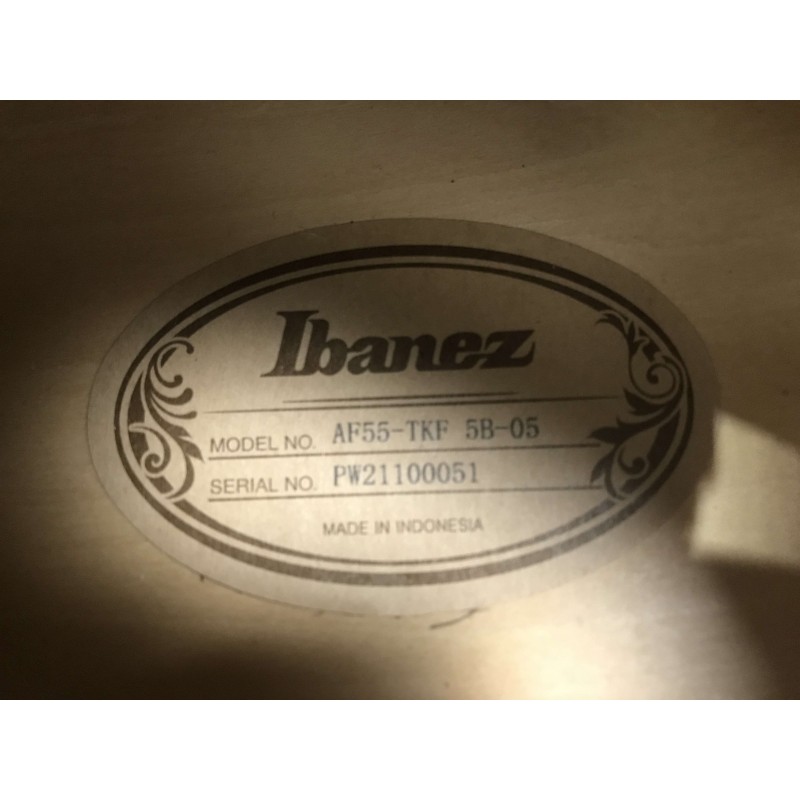 Ibanez
MODEL NO. AF55-TKF 5B-05
SERIAL NO. PW21100051
MADE IN INDONESIA